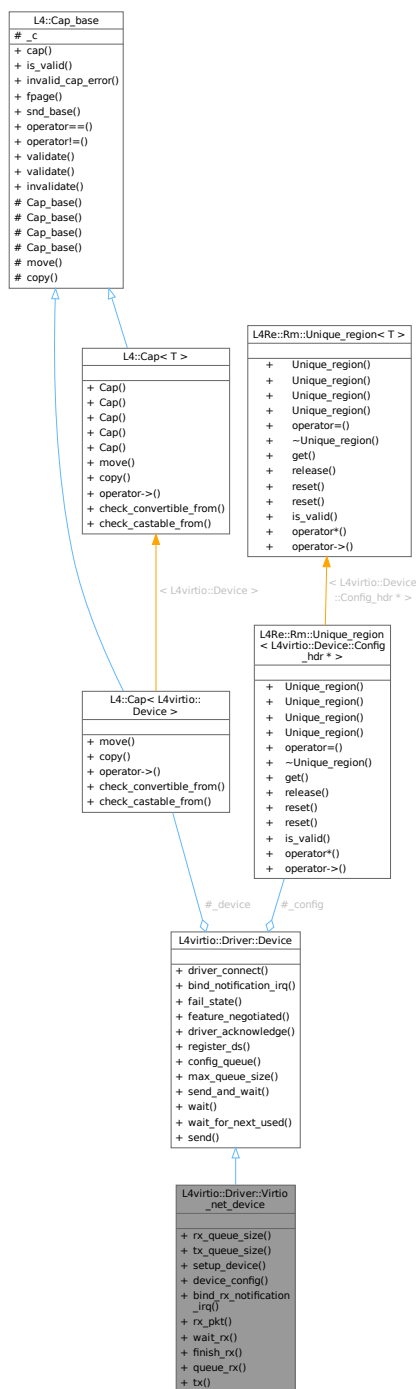 L4::Cap_base
# _c
+ cap()
+ is_valid()
+ invalid_cap_error()
+ fpage()
+ snd_base()
+ operator==()
+ operator!=()
+ validate()
+ validate()
+ invalidate()
# Cap_base()
# Cap_base()
# Cap_base()
# Cap_base()
# move()
# copy()
L4::Cap< T >
+ Cap()
+ Cap()
+ Cap()
+ Cap()
+ Cap()
+ move()
+ copy()
+ operator->()
+ check_convertible_from()
+ check_castable_from()
L4Re::Rm::Unique_region< T >
+ Unique_region()
+ Unique_region()
+ Unique_region()
+ Unique_region()
+ operator=()
+ ~Unique_region()
+ get()
+ release()
+ reset()
+ reset()
+ is_valid()
+ operator*()
+ operator->()
< L4virtio::Device >
< L4virtio::Device
::Config_hdr * >
L4::Cap< L4virtio::
Device >
+ move()
+ copy()
+ operator->()
+ check_convertible_from()
+ check_castable_from()
L4Re::Rm::Unique_region
< L4virtio::Device::Config
_hdr * >
+ Unique_region()
+ Unique_region()
+ Unique_region()
+ Unique_region()
+ operator=()
+ ~Unique_region()
+ get()
+ release()
+ reset()
+ reset()
+ is_valid()
+ operator*()
+ operator->()
#_device
#_config
L4virtio::Driver::Device
+ driver_connect()
+ bind_notification_irq()
+ fail_state()
+ feature_negotiated()
+ driver_acknowledge()
+ register_ds()
+ config_queue()
+ max_queue_size()
+ send_and_wait()
+ wait()
+ wait_for_next_used()
+ send()
L4virtio::Driver::Virtio
_net_device
+ rx_queue_size()
+ tx_queue_size()
+ setup_device()
+ device_config()
+ bind_rx_notification
_irq()
+ rx_pkt()
+ wait_rx()
+ finish_rx()
+ queue_rx()
+ tx()